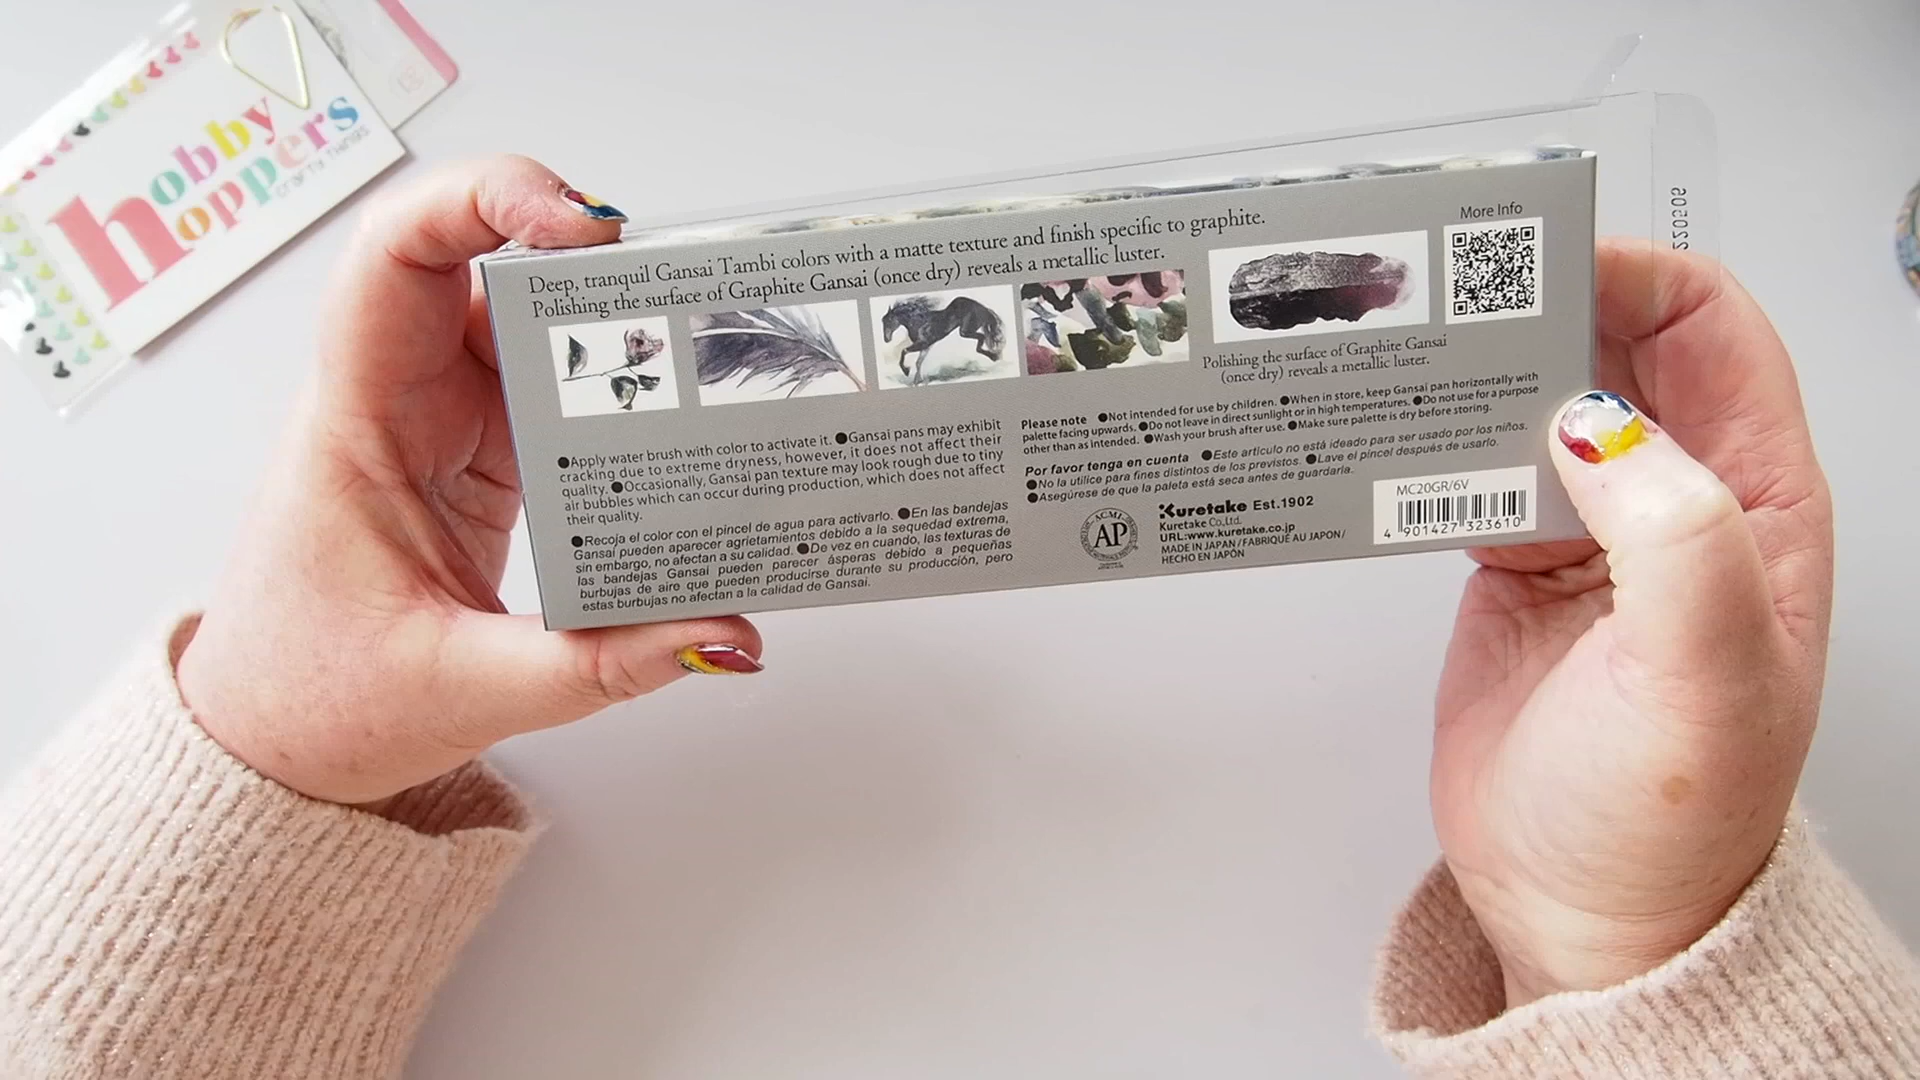 hobby
hoppers
CRAFTY THINGS
220506
Deep, tranquil Gansai Tambi colors with a matte texture and finish specific to graphite.
Polishing the surface of Graphite Gansai (once dry) reveals a metallic luster.
More Info
Polishing the surface of Graphite Gansai
(once dry) reveals a metallic luster.
●Apply water brush with color to activate it. ●Gansai pans may exhibit
cracking due to extreme dryness, however, it does not affect their
quality. ●Occasionally, Gansai pan texture may look rough due to tiny
air bubbles which can occur during production, which does not affect
their quality.
●Recoja el color con el pincel de agua para activarlo. ●En las bandejas
Gansai pueden aparecer agrietamientos debido a la sequedad extrema,
sin embargo, no afectan a su calidad. ●De vez en cuando, las texturas de
las bandejas Gansai pueden parecer ásperas debido a pequeñas
burbujas de aire que pueden producirse durante su producción, pero
estas burbujas no afectan a la calidad de Gansai.
Please note ●Not intended for use by children. ●When in store, keep Gansai pan horizontally with
palette facing upwards. ●Do not leave in direct sunlight or in high temperatures. ●Do not use for a purpose
other than as intended. ●Wash your brush after use. ●Make sure palette is dry before storing.
Por favor tenga en cuenta ●Este articulo no está ideado para ser usado por los niños.
●No la utilice para fines distintos de los previstos. ●Lave el pincel después de usarlo.
●Asegúrese de que la paleta está seca antes de guardarla.
ACMI
AP
Kuretake Est.1902
Kuretake Co.,Ltd.
URL:www.kuretake.co.jp
MADE IN JAPAN / FABRIQUÉ AU JAPON /
HECHO EN JAPÓN
MC20GR/6V
4 901427 323610